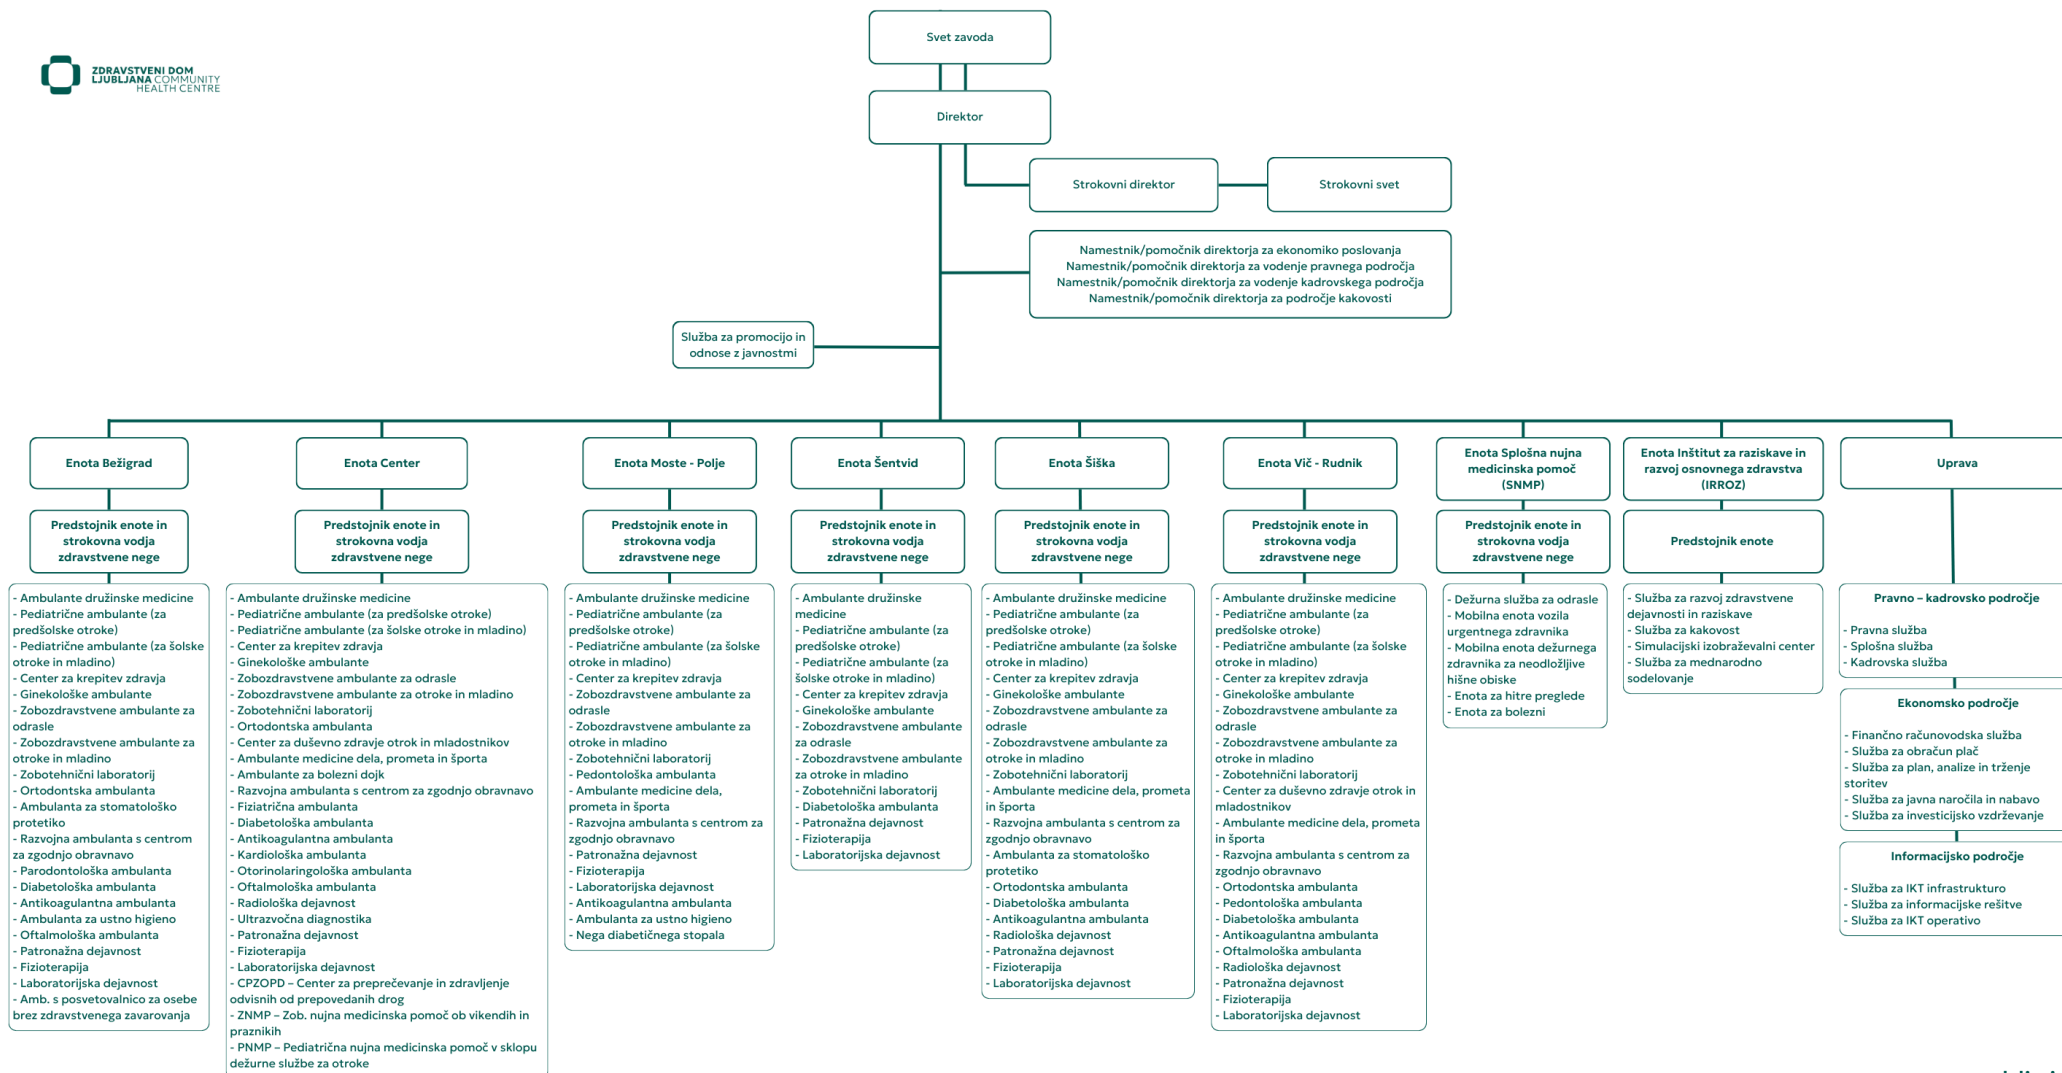 ZDRAVSTVENI DOM
LJUBLJANA COMMUNITY
HEALTH CENTRE
Svet zavoda
Direktor
Strokovni direktor
Strokovni svet
Namestnik/pomočnik direktorja za ekonomiko poslovanja
Namestnik/pomočnik direktorja za vodenje pravnega področja
Namestnik/pomočnik direktorja za vodenje kadrovskega področja
Namestnik/pomočnik direktorja za področje kakovosti
Služba za promocijo in
odnose z javnostmi
Enota Bežigrad
Predstojnik enote in
strokovna vodja
zdravstvene nege
- Ambulante družinske medicine
- Pediatrične ambulante (za
predšolske otroke)
- Pediatrične ambulante (za šolske
otroke in mladino)
- Center za krepitev zdravja
- Ginekološke ambulante
- Zobozdravstvene ambulante za
odrasle
- Zobozdravstvene ambulante za
otroke in mladino
- Zobotehnični laboratorij
- Ortodontska ambulanta
- Ambulanta za stomatološko
protetiko
- Razvojna ambulanta s centrom
za zgodnjo obravnavo
- Parodontološka ambulanta
- Diabetološka ambulanta
- Antikoagulantna ambulanta
- Ambulanta za ustno higieno
- Oftalmološka ambulanta
- Patronažna dejavnost
- Fizioterapija
- Laboratorijska dejavnost
- Amb. s posvetovalnico za osebe
brez zdravstvenega zavarovanja
Enota Center
Predstojnik enote in
strokovna vodja
zdravstvene nege
- Ambulante družinske medicine
- Pediatrične ambulante (za predšolske otroke)
- Pediatrične ambulante (za šolske otroke in mladino)
- Center za krepitev zdravja
- Ginekološke ambulante
- Zobozdravstvene ambulante za odrasle
- Zobozdravstvene ambulante za otroke in mladino
- Zobotehnični laboratorij
- Ortodontska ambulanta
- Center za duševno zdravje otrok in mladostnikov
- Ambulante medicine dela, prometa in športa
- Ambulante za bolezni dojk
- Razvojna ambulanta s centrom za zgodnjo obravnavo
- Fiziatrična ambulanta
- Diabetološka ambulanta
- Antikoagulantna ambulanta
- Kardiološka ambulanta
- Otorinolaringološka ambulanta
- Oftalmološka ambulanta
- Radiološka dejavnost
- Ultrazvočna diagnostika
- Patronažna dejavnost
- Fizioterapija
- Laboratorijska dejavnost
- CPZOPD – Center za preprečevanje in zdravljenje
odvisnih od prepovedanih drog
- ZNMP – Zob. nujna medicinska pomoč ob vikendih in
praznikih
- PNMP – Pediatrična nujna medicinska pomoč v sklopu
dežurne službe za otroke
Enota Moste - Polje
Predstojnik enote in
strokovna vodja
zdravstvene nege
- Ambulante družinske medicine
- Pediatrične ambulante (za
predšolske otroke)
- Pediatrične ambulante (za šolske
otroke in mladino)
- Center za krepitev zdravja
- Zobozdravstvene ambulante za
odrasle
- Zobozdravstvene ambulante za
otroke in mladino
- Zobotehnični laboratorij
- Pedontološka ambulanta
- Ambulante medicine dela,
prometa in športa
- Razvojna ambulanta s centrom za
zgodnjo obravnavo
- Patronažna dejavnost
- Fizioterapija
- Laboratorijska dejavnost
- Antikoagulantna ambulanta
- Ambulanta za ustno higieno
- Nega diabetičnega stopala
Enota Šentvid
Predstojnik enote in
strokovna vodja
zdravstvene nege
- Ambulante družinske
medicine
- Pediatrične ambulante (za
predšolske otroke)
- Pediatrične ambulante (za
šolske otroke in mladino)
- Center za krepitev zdravja
- Ginekološke ambulante
- Zobozdravstvene ambulante
za odrasle
- Zobozdravstvene ambulante
za otroke in mladino
- Zobotehnični laboratorij
- Diabetološka ambulanta
- Patronažna dejavnost
- Fizioterapija
- Laboratorijska dejavnost
Enota Šiška
Predstojnik enote in
strokovna vodja
zdravstvene nege
- Ambulante družinske medicine
- Pediatrične ambulante (za
predšolske otroke)
- Pediatrične ambulante (za šolske
otroke in mladino)
- Center za krepitev zdravja
- Ginekološke ambulante
- Zobozdravstvene ambulante za
odrasle
- Zobozdravstvene ambulante za
otroke in mladino
- Zobotehnični laboratorij
- Ambulante medicine dela, prometa
in športa
- Razvojna ambulanta s centrom za
zgodnjo obravnavo
- Ambulanta za stomatološko
protetiko
- Ortodontska ambulanta
- Diabetološka ambulanta
- Antikoagulantna ambulanta
- Radiološka dejavnost
- Patronažna dejavnost
- Fizioterapija
- Laboratorijska dejavnost
Enota Vič - Rudnik
Predstojnik enote in
strokovna vodja
zdravstvene nege
- Ambulante družinske medicine
- Pediatrične ambulante (za
predšolske otroke)
- Pediatrične ambulante (za šolske
otroke in mladino)
- Center za krepitev zdravja
- Ginekološke ambulante
- Zobozdravstvene ambulante za
odrasle
- Zobozdravstvene ambulante za
otroke in mladino
- Zobotehnični laboratorij
- Center za duševno zdravje otrok in
mladostnikov
- Ambulante medicine dela, prometa
in športa
- Razvojna ambulanta s centrom za
zgodnjo obravnavo
- Ortodontska ambulanta
- Pedontološka ambulanta
- Diabetološka ambulanta
- Antikoagulantna ambulanta
- Oftalmološka ambulanta
- Radiološka dejavnost
- Patronažna dejavnost
- Fizioterapija
- Laboratorijska dejavnost
Enota Splošna nujna
medicinska pomoč
(SNMP)
Predstojnik enote in
strokovna vodja
zdravstvene nege
- Dežurna služba za odrasle
- Mobilna enota vozila
urgentnega zdravnika
- Mobilna enota dežurnega
zdravnika za neodložljive
hišne obiske
- Enota za hitre preglede
- Enota za bolezni
Enota Inštitut za raziskave in
razvoj osnovnega zdravstva
(IRROZ)
Predstojnik enote
- Služba za razvoj zdravstvene
dejavnosti in raziskave
- Služba za kakovost
- Simulacijski izobraževalni center
- Služba za mednarodno
sodelovanje
Uprava
Pravno – kadrovsko področje
- Pravna služba
- Splošna služba
- Kadrovska služba
Ekonomsko področje
- Finančno računovodska služba
- Služba za obračun plač
- Služba za plan, analize in trženje
storitev
- Služba za javna naročila in nabavo
- Služba za investicijsko vzdrževanje
Informacijsko področje
- Služba za IKT infrastrukturo
- Služba za informacijske rešitve
- Služba za IKT operativo